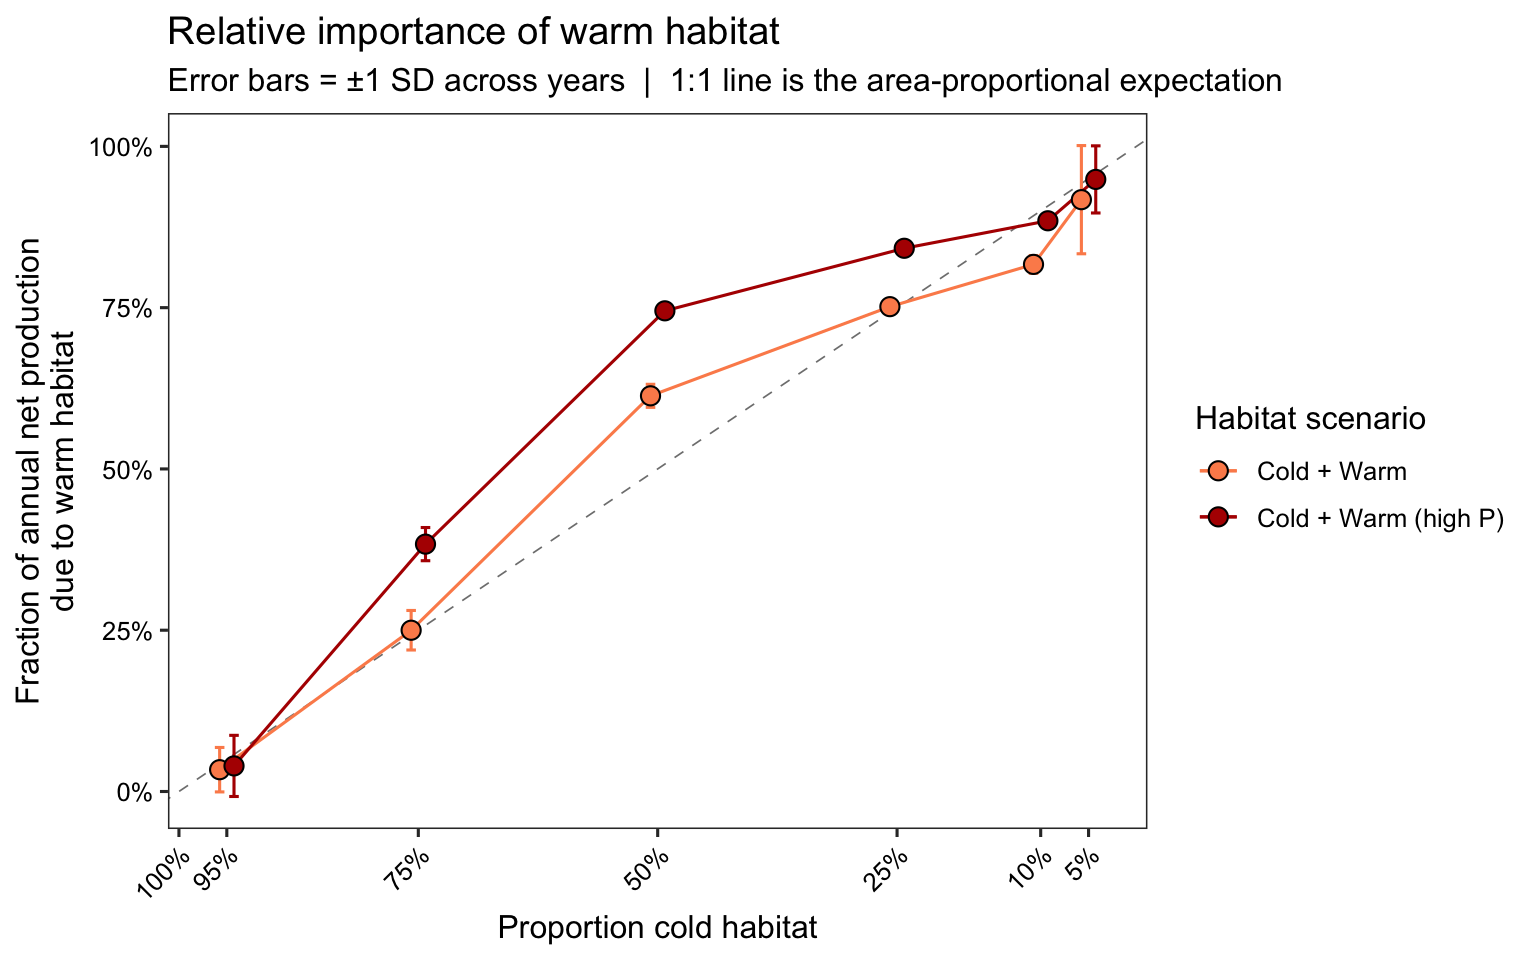 Relative importance of warm habitat
Error bars = ±1 SD across years | 1:1 line is the area-proportional expectation
100%
75%
50%
25%
0%
Fraction of annual net production
due to warm habitat
100%
95%
75%
50%
25%
10%
5%
Proportion cold habitat
Habitat scenario
Cold + Warm
Cold + Warm (high P)